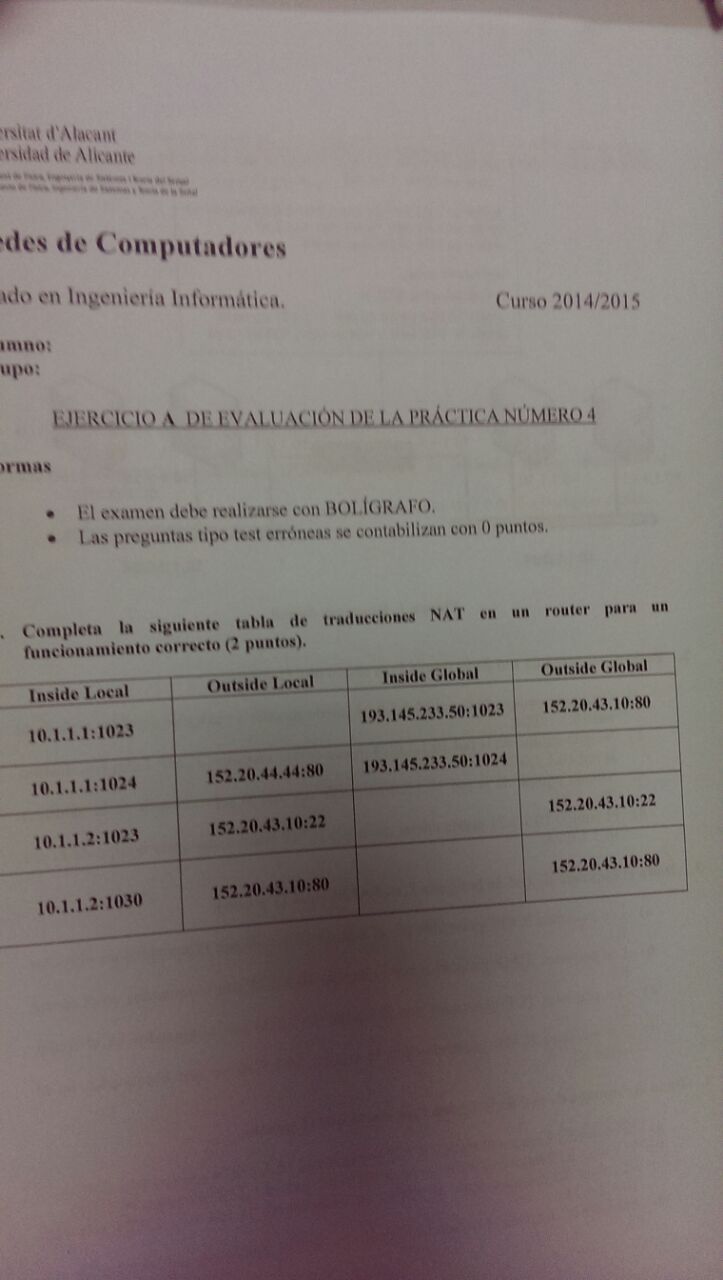 ersitat d'Alacant
ersidad de Alicante
edes de Computadores
ado en Ingeniería Informática. Curso 2014/2015
umno:
upo:
EJERCICIO A DE EVALUACIÓN DE LA PRÁCTICA NÚMERO 4
ormas
• El examen debe realizarse con BOLÍGRAFO.
• Las preguntas tipo test erróneas se contabilizan con 0 puntos.
. Completa la siguiente tabla de traducciones NAT en un router para un
funcionamiento correcto (2 puntos).
Inside Local Outside Local Inside Global Outside Global
10.1.1.1:1023 193.145.233.50:1023 152.20.43.10:80
10.1.1.1:1024 152.20.44.44:80 193.145.233.50:1024
10.1.1.2:1023 152.20.43.10:22 152.20.43.10:22
10.1.1.2:1030 152.20.43.10:80 152.20.43.10:80